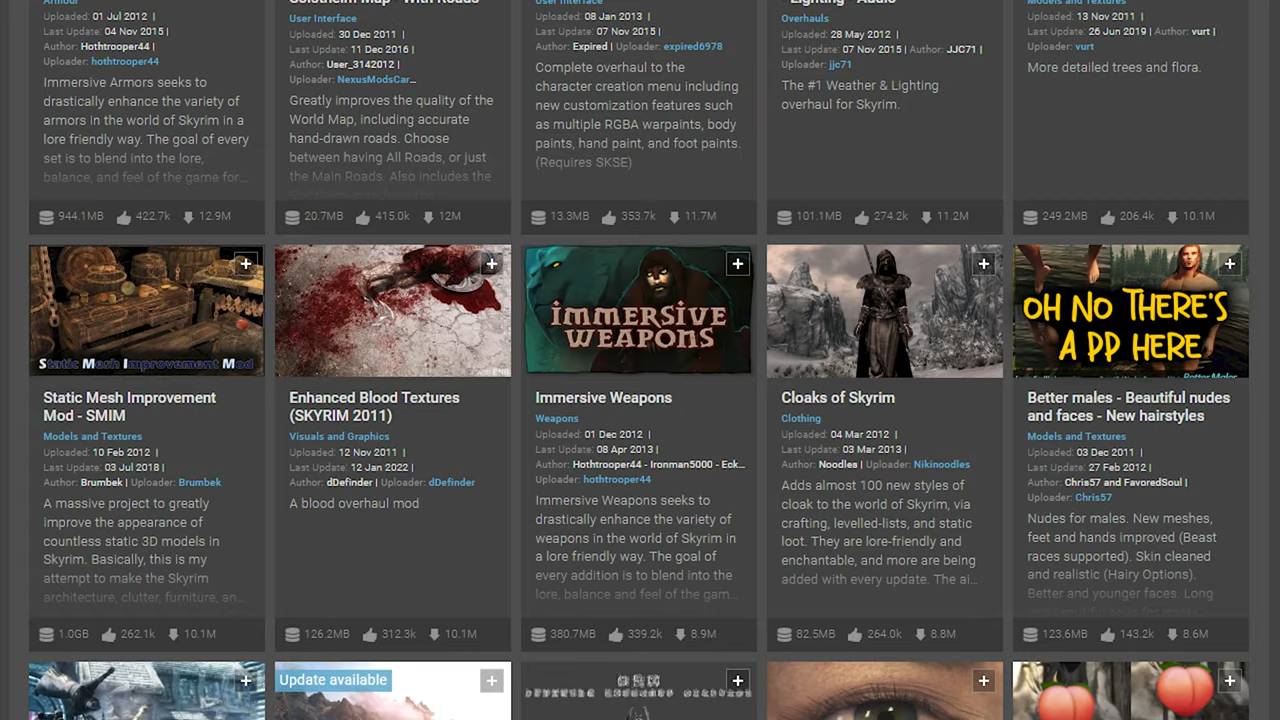 Armour
Uploaded: 01 Jul 2012 |
Last Update: 04 Nov 2015 |
Author: Hothtrooper44 |
Uploader: hothtrooper44
Immersive Armors seeks to
drastically enhance the variety of
armors in the world of Skyrim in a
lore friendly way. The goal of every
set is to blend into the lore,
balance, and feel of the game for...
944.1MB 422.7k 12.9M
Solstheim Map - With Roads
User Interface
Uploaded: 30 Dec 2011 |
Last Update: 11 Dec 2016 |
Author: User_3142012 |
Uploader: NexusModsCar...
Greatly improves the quality of the
World Map, including accurate
hand-drawn roads. Choose
between having All Roads, or just
the Main Roads. Also includes the
20.7MB 415.0k 12M
User Interface
Uploaded: 08 Jan 2013 |
Last Update: 07 Nov 2015 |
Author: Expired | Uploader: expired6978
Complete overhaul to the
character creation menu including
new customization features such
as multiple RGBA warpaints, body
paints, hand paint, and foot paints.
(Requires SKSE)
13.3MB 353.7k 11.7M
- Lighting - Audio
Overhauls
Uploaded: 28 May 2012 |
Last Update: 07 Nov 2015 | Author: JJC71 |
Uploader: jjc71
The #1 Weather & Lighting
overhaul for Skyrim.
101.1MB 274.2k 11.2M
Models and Textures
Uploaded: 13 Nov 2011 |
Last Update: 26 Jun 2019 | Author: vurt |
Uploader: vurt
More detailed trees and flora.
249.2MB 206.4k 10.1M
Static Mesh Improvement Mod
Static Mesh Improvement
Mod - SMIM
Models and Textures
Uploaded: 10 Feb 2012 |
Last Update: 03 Jul 2018 |
Author: Brumbek | Uploader: Brumbek
A massive project to greatly
improve the appearance of
countless static 3D models in
Skyrim. Basically, this is my
attempt to make the Skyrim
architecture, clutter, furniture, an...
1.0GB 262.1k 10.1M
Enhanced Blood Textures
(SKYRIM 2011)
Visuals and Graphics
Uploaded: 12 Nov 2011 |
Last Update: 12 Jan 2022 |
Author: dDefinder | Uploader: dDefinder
A blood overhaul mod
126.2MB 312.3k 10.1M
IMMERSIVE
WEAPONS
Immersive Weapons
Weapons
Uploaded: 01 Dec 2012 |
Last Update: 08 Apr 2013 |
Author: Hothtrooper44 - Ironman5000 - Eck...
Uploader: hothtrooper44
Immersive Weapons seeks to
drastically enhance the variety of
weapons in the world of Skyrim in
a lore friendly way. The goal of
every addition is to blend into the
lore, balance and feel of the gam...
380.7MB 339.2k 8.9M
Cloaks of Skyrim
Clothing
Uploaded: 04 Mar 2012 |
Last Update: 03 Mar 2013 |
Author: Noodles | Uploader: Nikinoodles
Adds almost 100 new styles of
cloak to the world of Skyrim, via
crafting, levelled-lists, and static
loot. They are lore-friendly and
enchantable, and more are being
added with every update. The ai...
82.5MB 264.0k 8.8M
OH NO THERE'S
A PP HERE
Better Males
Better males - Beautiful nudes
and faces - New hairstyles
Models and Textures
Uploaded: 03 Dec 2011 |
Last Update: 27 Feb 2012 |
Author: Chris57 and FavoredSoul |
Uploader: Chris57
Nudes for males. New meshes,
feet and hands improved (Beast
races supported). Skin cleaned
and realistic (Hairy Options).
Better and younger faces. Long
123.6MB 143.2k 8.6M
Update available